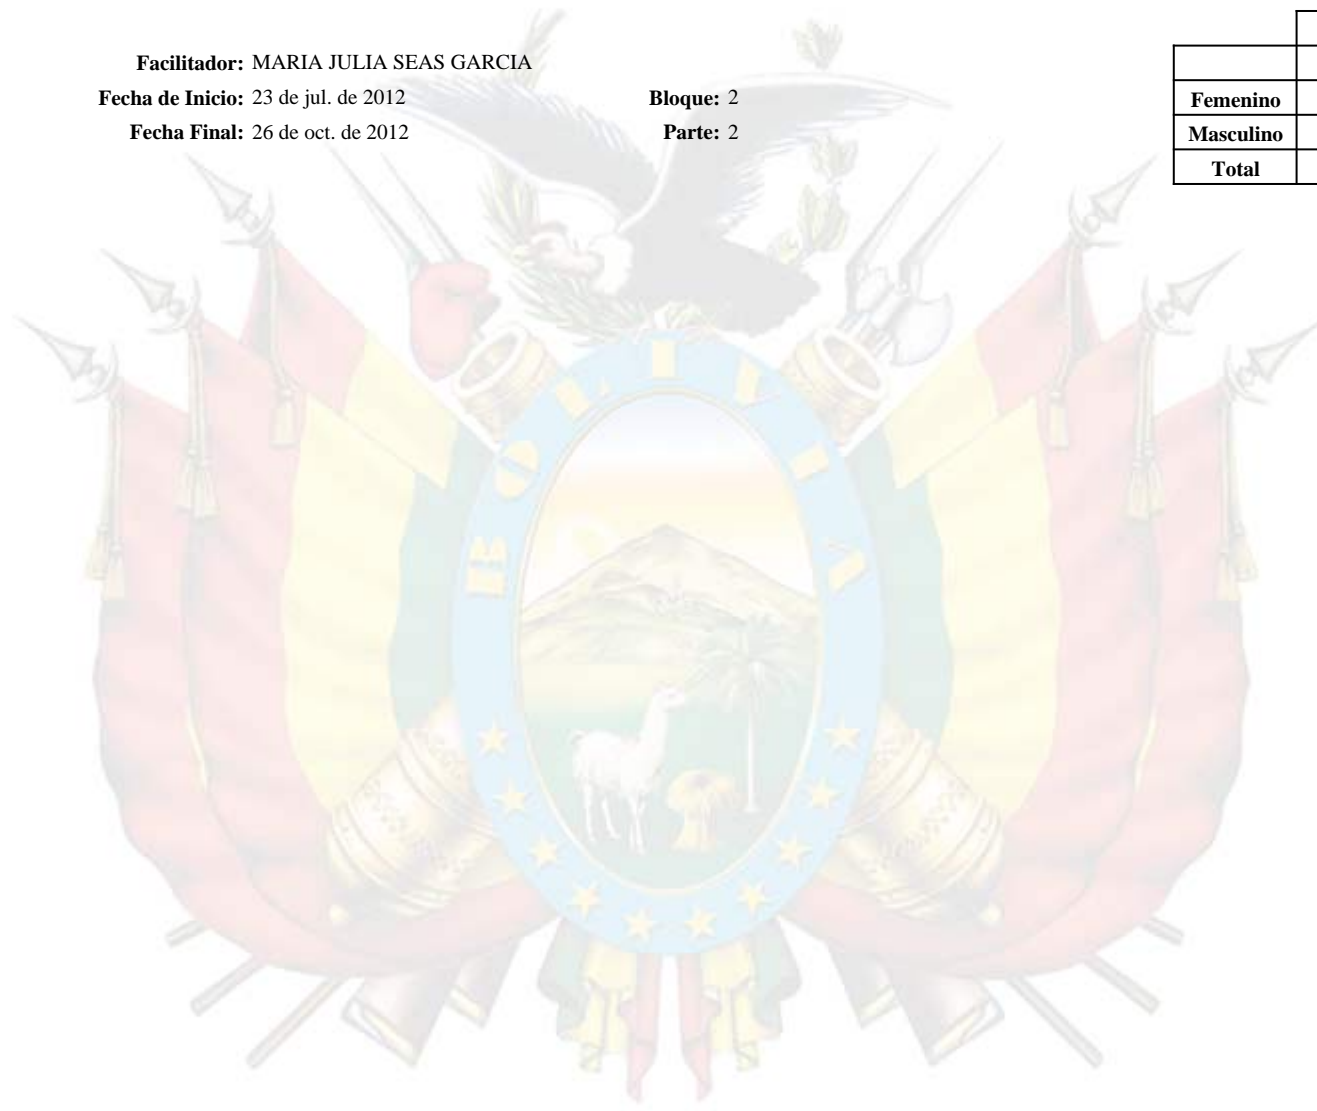 Facilitador: MARIA JULIA SEAS GARCIA
Fecha de Inicio: 23 de jul. de 2012 Bloque: 2
Fecha Final: 26 de oct. de 2012 Parte: 2
Femenino
Masculino
Total
BOLIVIA